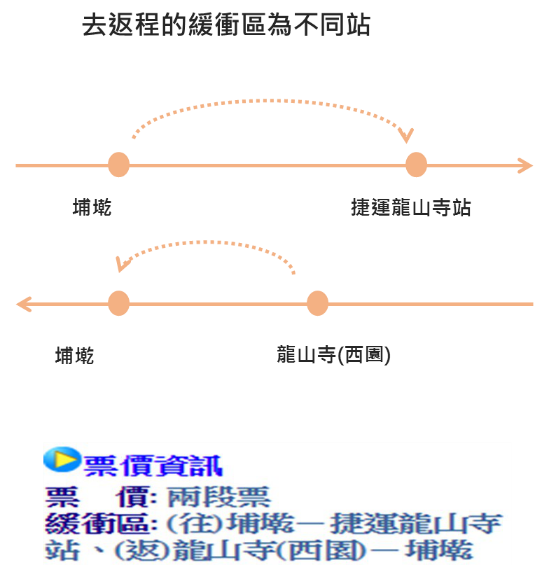 去返程的緩衝區為不同站
埔墘
捷運龍山寺站
埔墘
龍山寺(西園)
票價資訊
票 價: 兩段票
緩衝區: (往)埔墘－捷運龍山寺
站、(返)龍山寺(西園)－埔墘